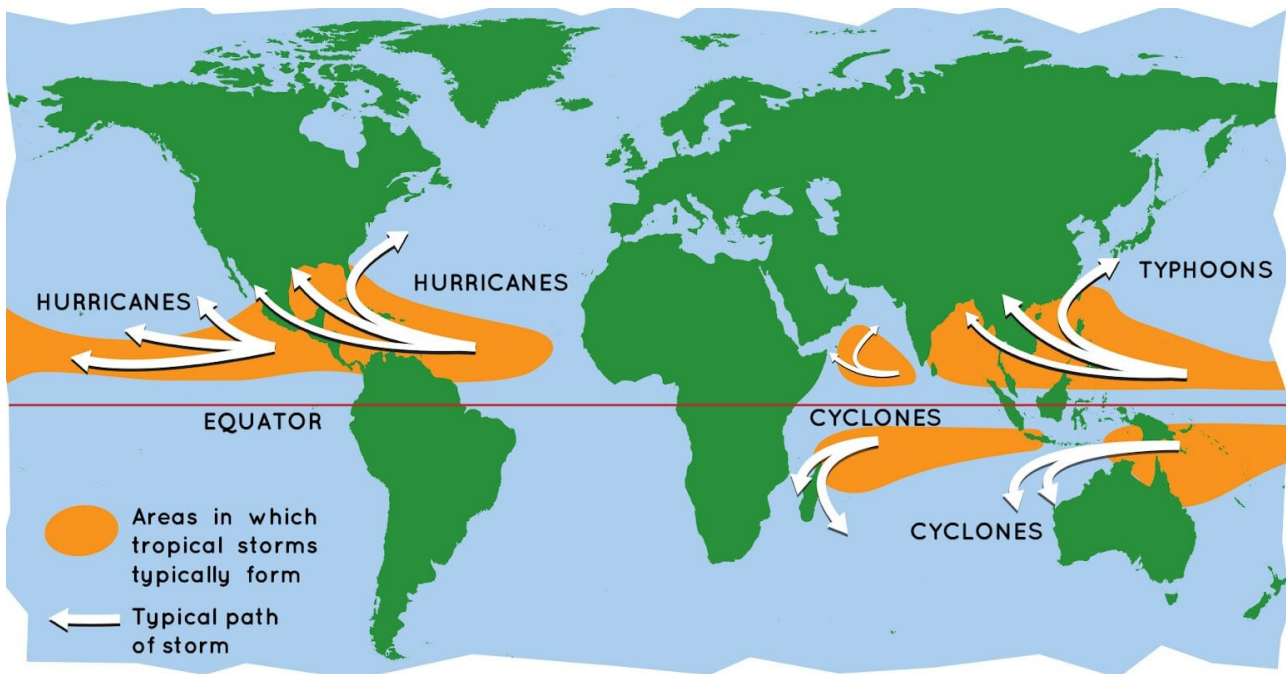 HURRICANES
HURRICANES
TYPHOONS
EQUATOR
CYCLONES
CYCLONES
Areas in which
tropical storms
typically form
Typical path
of storm